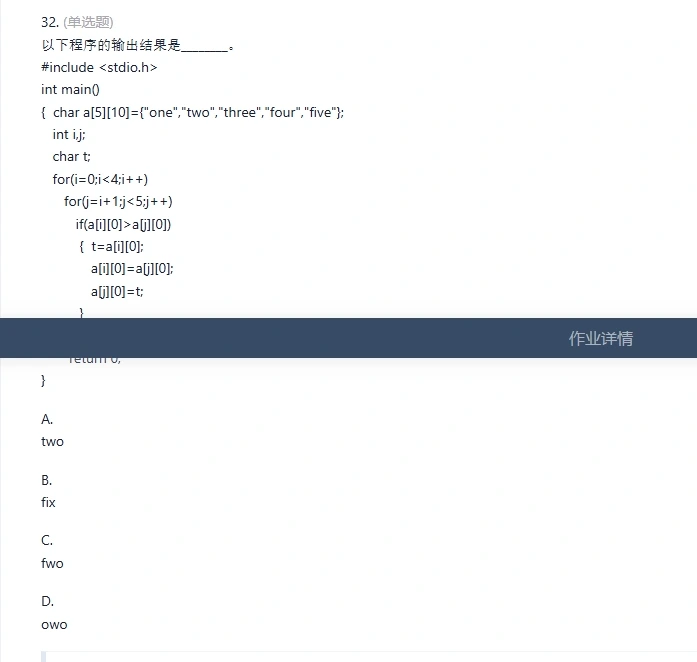 32. (单选题)
以下程序的输出结果是________。
#include <stdio.h>
int main()
{ char a[5][10]={"one","two","three","four","five"};
int i,j;
char t;
for(i=0;i<4;i++)
for(j=i+1;j<5;j++)
if(a[i][0]>a[j][0])
{ t=a[i][0];
a[i][0]=a[j][0];
a[j][0]=t;
}
作业详情
return 0;
}
A.
two
B.
fix
C.
fwo
D.
owo